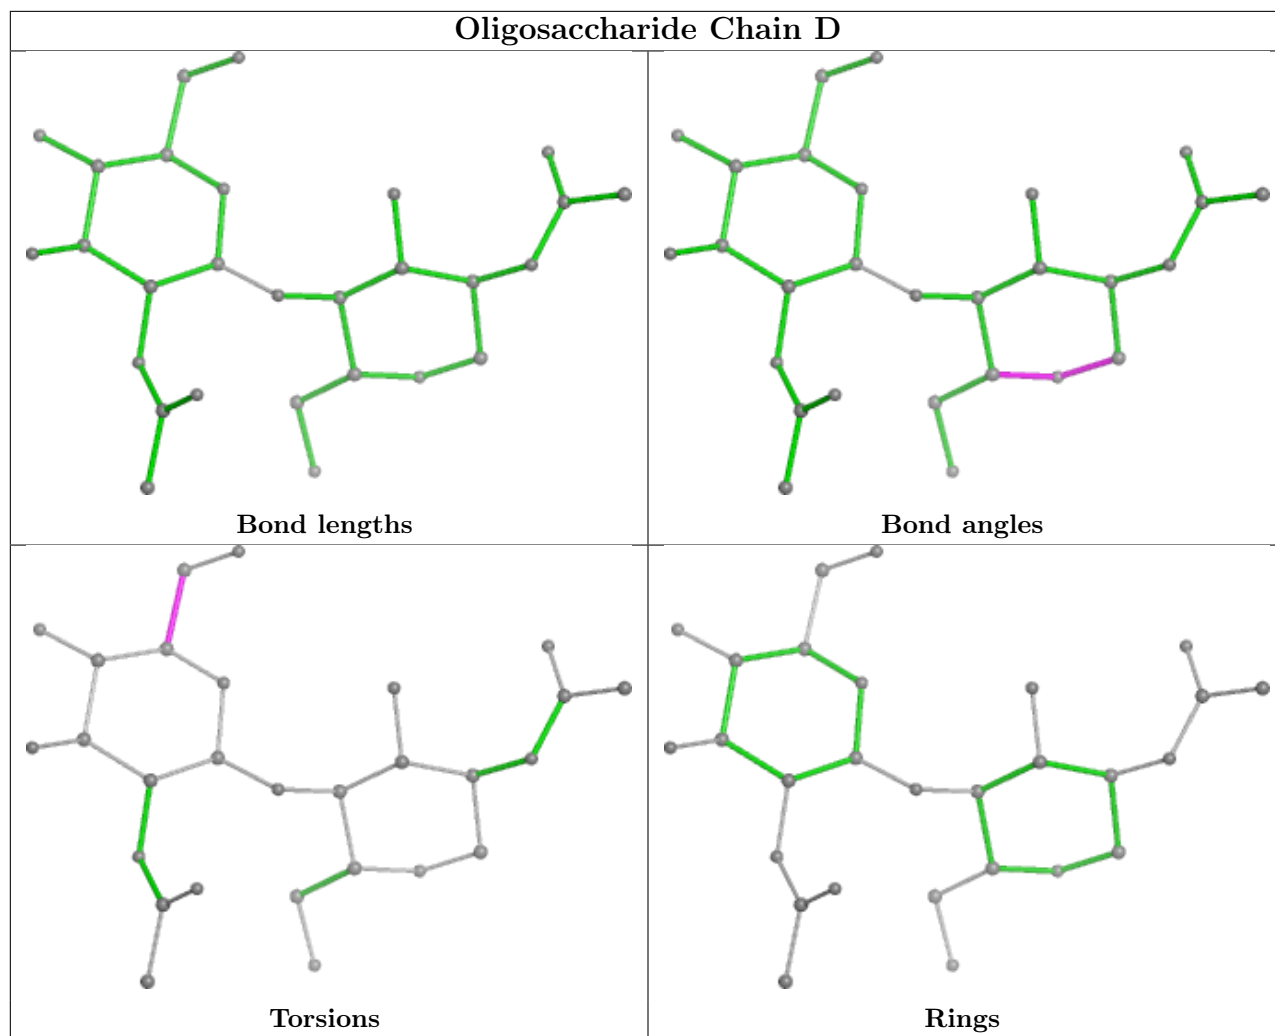 Oligosaccharide Chain D
Bond lengths
Bond angles
Torsions
Rings